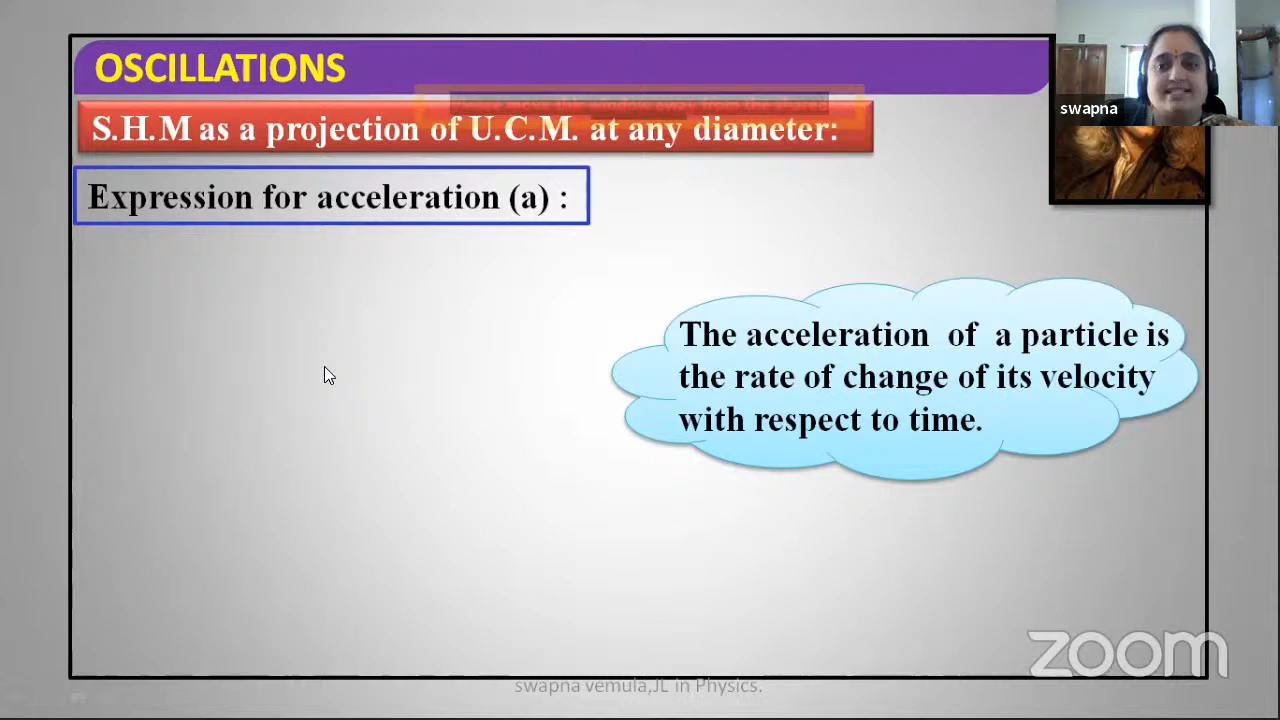 OSCILLATIONS
swapna
S.H.M as a projection of U.C.M. at any diameter:
Expression for acceleration (a) :
The acceleration of a particle is
the rate of change of its velocity
with respect to time.
zoom
swapna vemula,JL in Physics.